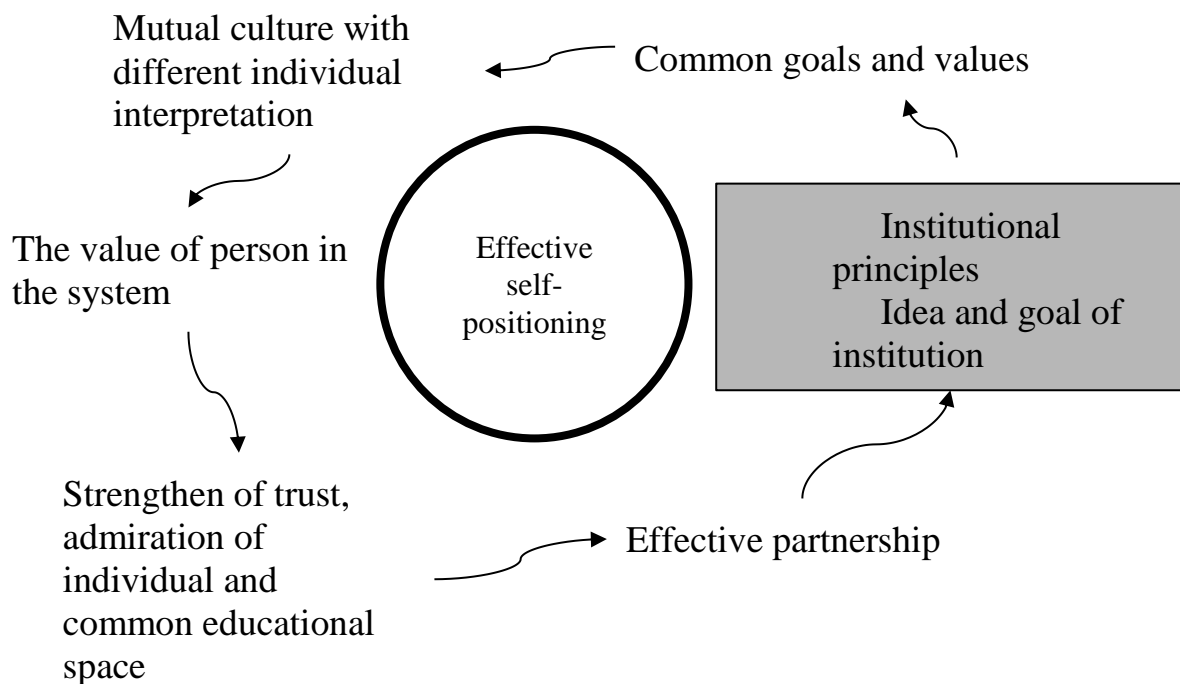 Mutual culture with
different individual
interpretation
Common goals and values
The value of person in
the system
Effective
self-
positioning
Institutional
principles
Idea and goal of
institution
Strengthen of trust,
admiration of
individual and
common educational
space
Effective partnership